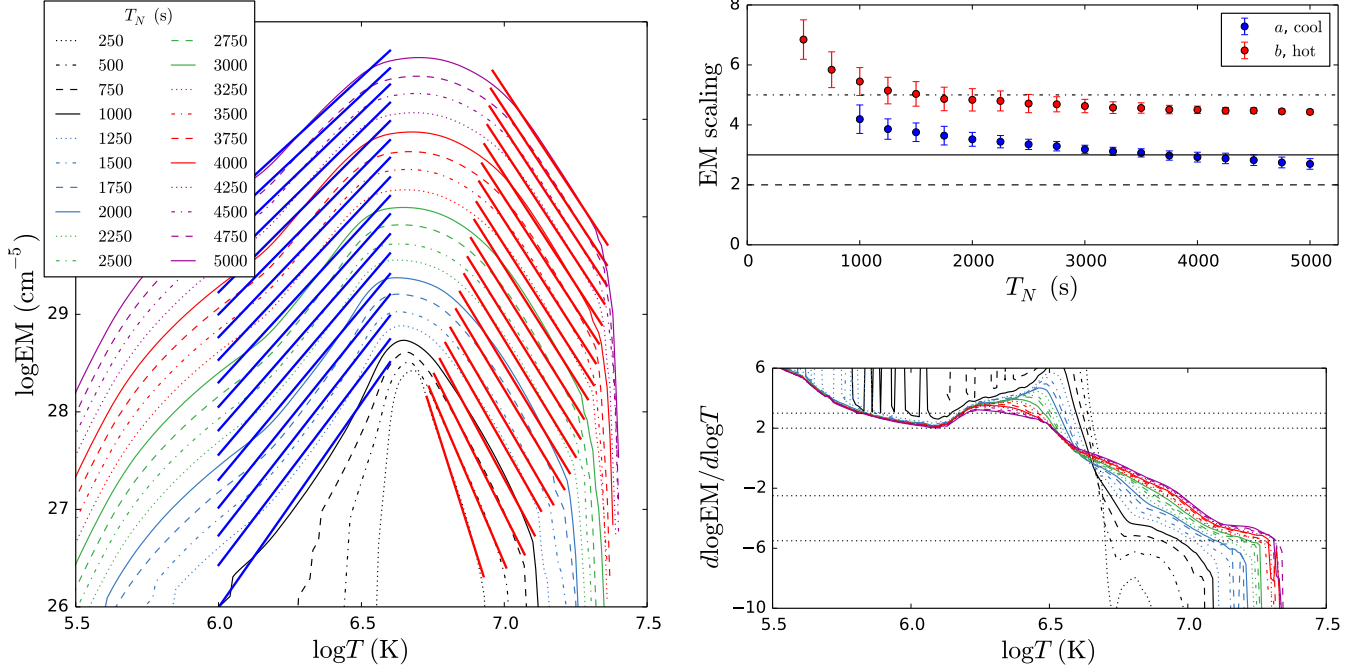 T_N (s)
250 2750
500 3000
750 3250
1000 3500
1250 3750
1500 4000
1750 4250
2000 4500
2250 4750
2500 5000
logEM (cm⁻⁵)
29
28
27
26
5.5 6.0 6.5 7.0 7.5
logT (K)
8
6
4
2
0
EM scaling
a, cool
b, hot
0 1000 2000 3000 4000 5000
T_N (s)
6
2
−2
−6
−10
dlogEM/dlogT
5.5 6.0 6.5 7.0 7.5
logT (K)